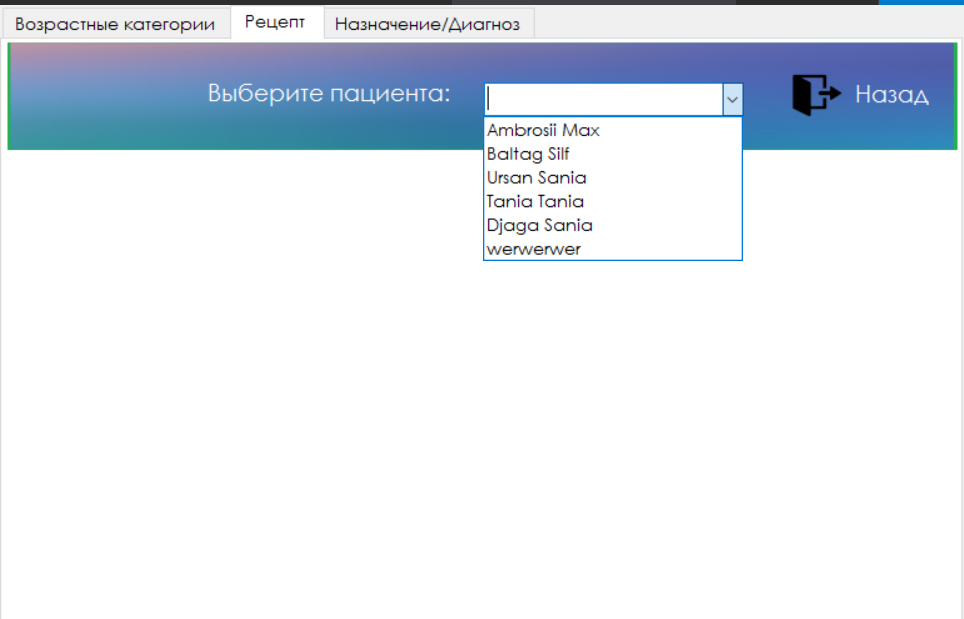 Возрастные категории
Рецепт
Назначение/Диагноз
Выберите пациента:
Назад
Ambrosii Max
Baltag Silf
Ursan Sania
Tania Tania
Djaga Sania
werwerwer